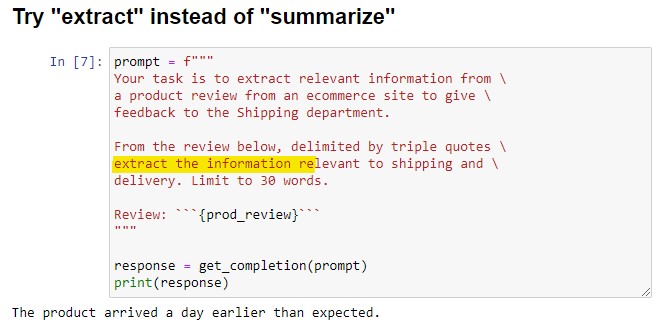 Try "extract" instead of "summarize"
In [7]: prompt = f"""
Your task is to extract relevant information from \
a product review from an ecommerce site to give \
feedback to the Shipping department.
From the review below, delimited by triple quotes \
extract the information relevant to shipping and \
delivery. Limit to 30 words.
Review: ```{prod_review}```
"""
response = get_completion(prompt)
print(response)
The product arrived a day earlier than expected.